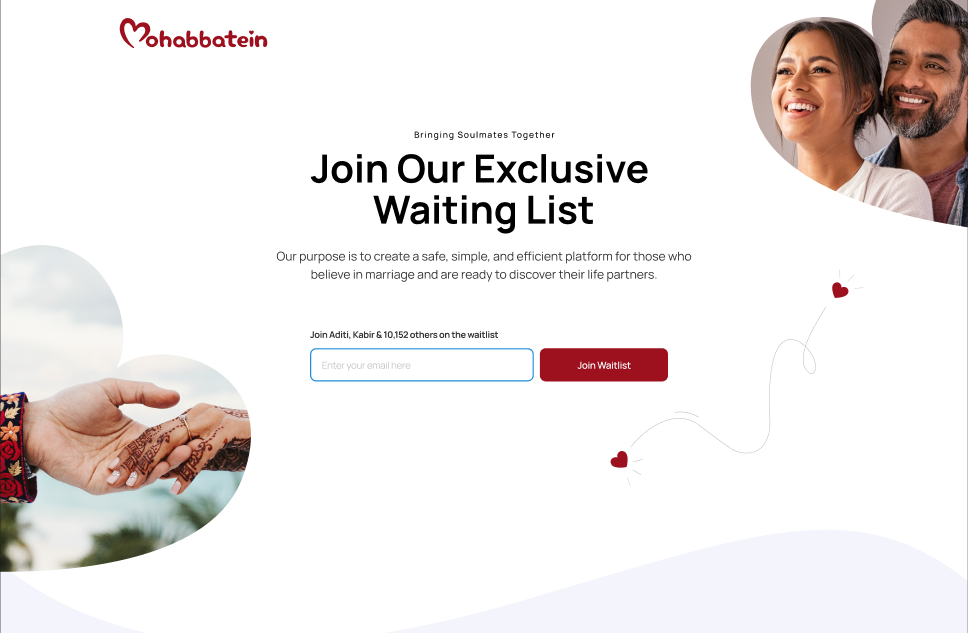 Mohabbatein
Bringing Soulmates Together
Join Our Exclusive
Waiting List
Our purpose is to create a safe, simple, and efficient platform for those who
believe in marriage and are ready to discover their life partners.
Join Aditi, Kabir & 10,152 others on the waitlist
Enter your email here
Join Waitlist